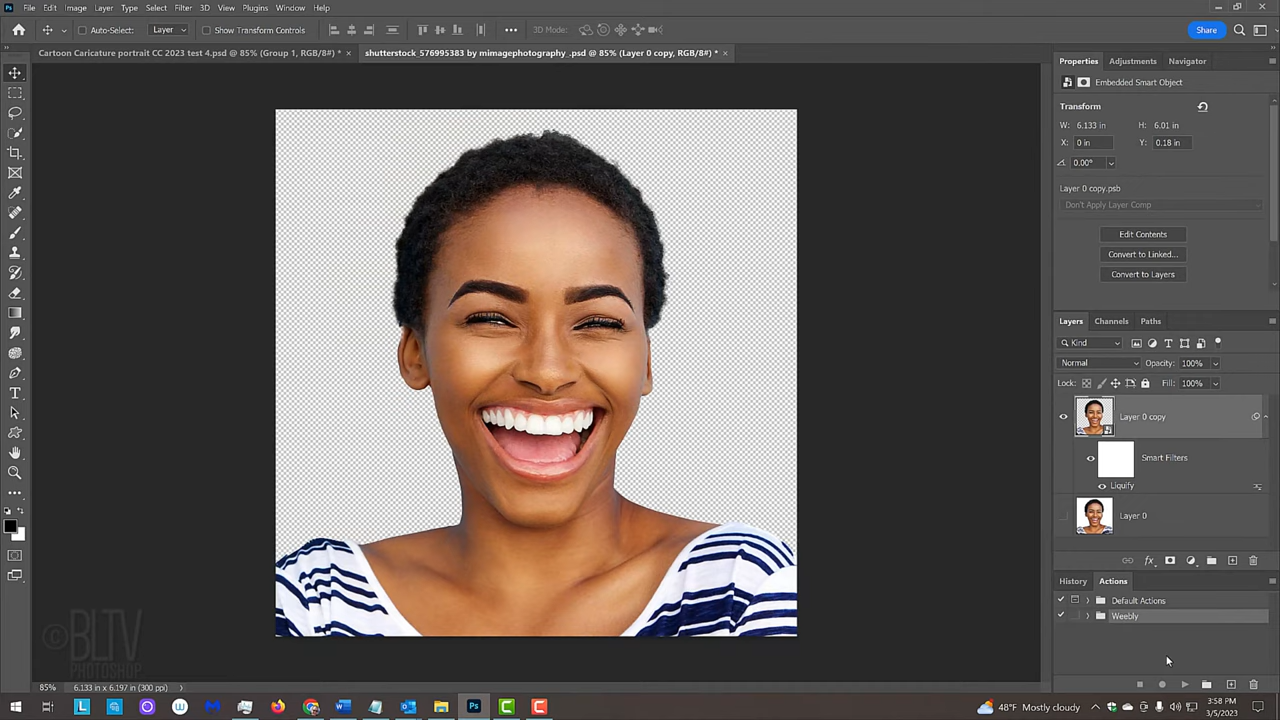 Ps File Edit Image Layer Type Select Filter 3D View Plugins Window Help
Auto-Select: Layer Show Transform Controls 3D Mode: Share
Cartoon Caricature portrait CC 2023 test 4.psd @ 85% (Group 1, RGB/8#) * × shutterstock_576995383 by mimagephotography_.psd @ 85% (Layer 0 copy, RGB/8#) * ×
Properties Adjustments Navigator
Embedded Smart Object
Transform
W: 6.133 in H: 6.01 in
X: 0 in Y: 0.18 in
0.00°
Layer 0 copy.psb
Don't Apply Layer Comp
Edit Contents
Convert to Linked...
Convert to Layers
Layers Channels Paths
Kind
Normal Opacity: 100%
Lock: Fill: 100%
Layer 0 copy
Smart Filters
Liquify
Layer 0
fx
History Actions
Default Actions
Weebly
©BLTV
PHOTOSHOP
85% 6.133 in x 6.197 in (300 ppi)
L W Ps 48°F Mostly cloudy 3:58 PM
3/5/2023